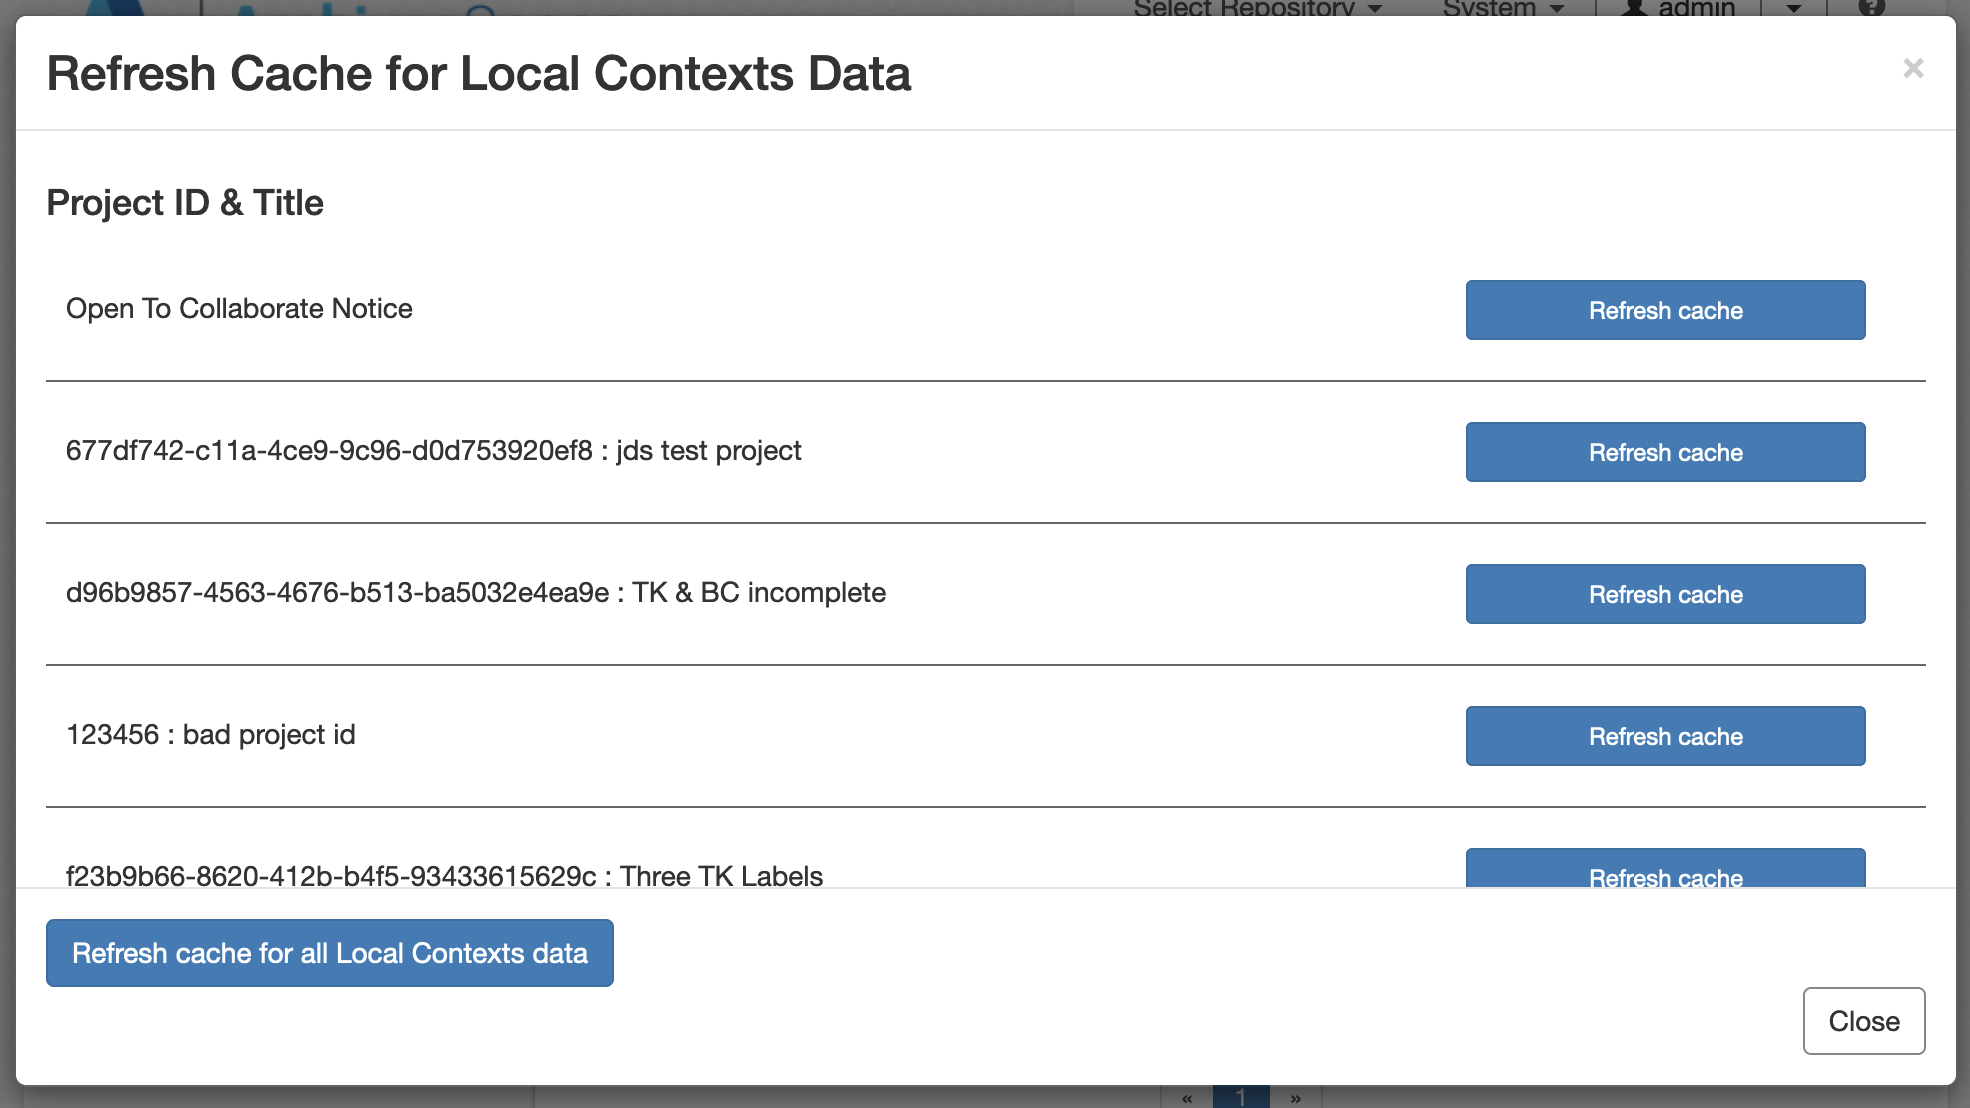 Select Repository
System
admin
Refresh Cache for Local Contexts Data
×
Project ID & Title
Open To Collaborate Notice
Refresh cache
677df742-c11a-4ce9-9c96-d0d753920ef8 : jds test project
Refresh cache
d96b9857-4563-4676-b513-ba5032e4ea9e : TK & BC incomplete
Refresh cache
123456 : bad project id
Refresh cache
f23b9b66-8620-412b-b4f5-93433615629c : Three TK Labels
Refresh cache
Refresh cache for all Local Contexts data
Close
« 1 »